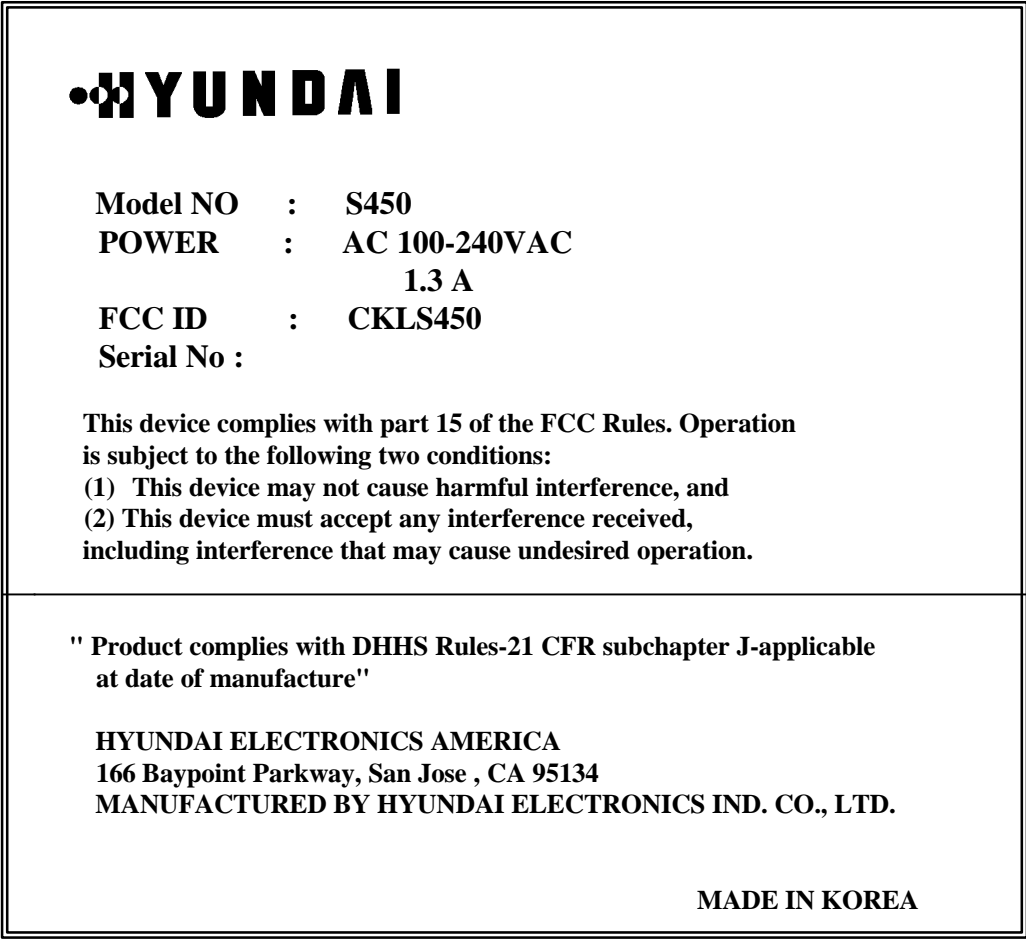 HYUNDAI
Model NO : S450
POWER : AC 100-240VAC
1.3 A
FCC ID : CKLS450
Serial No :
This device complies with part 15 of the FCC Rules. Operation
is subject to the following two conditions:
(1) This device may not cause harmful interference, and
(2) This device must accept any interference received,
including interference that may cause undesired operation.
" Product complies with DHHS Rules-21 CFR subchapter J-applicable
at date of manufacture"
HYUNDAI ELECTRONICS AMERICA
166 Baypoint Parkway, San Jose , CA 95134
MANUFACTURED BY HYUNDAI ELECTRONICS IND. CO., LTD.
MADE IN KOREA